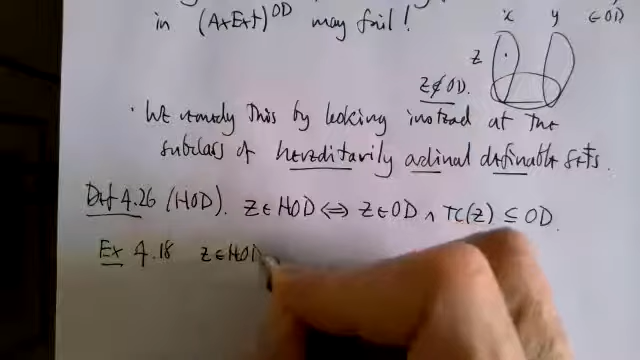 in (AxExt)^OD may fail!
x y ∈ OD
z
z ∉ OD.
· We remedy this by looking instead at the
subclass of hereditarily ordinal definable sets.
Def 4.26 (HOD). z ∈ HOD ⟺ z ∈ OD ∧ TC(z) ⊆ OD.
Ex 4.18 z ∈ HOD